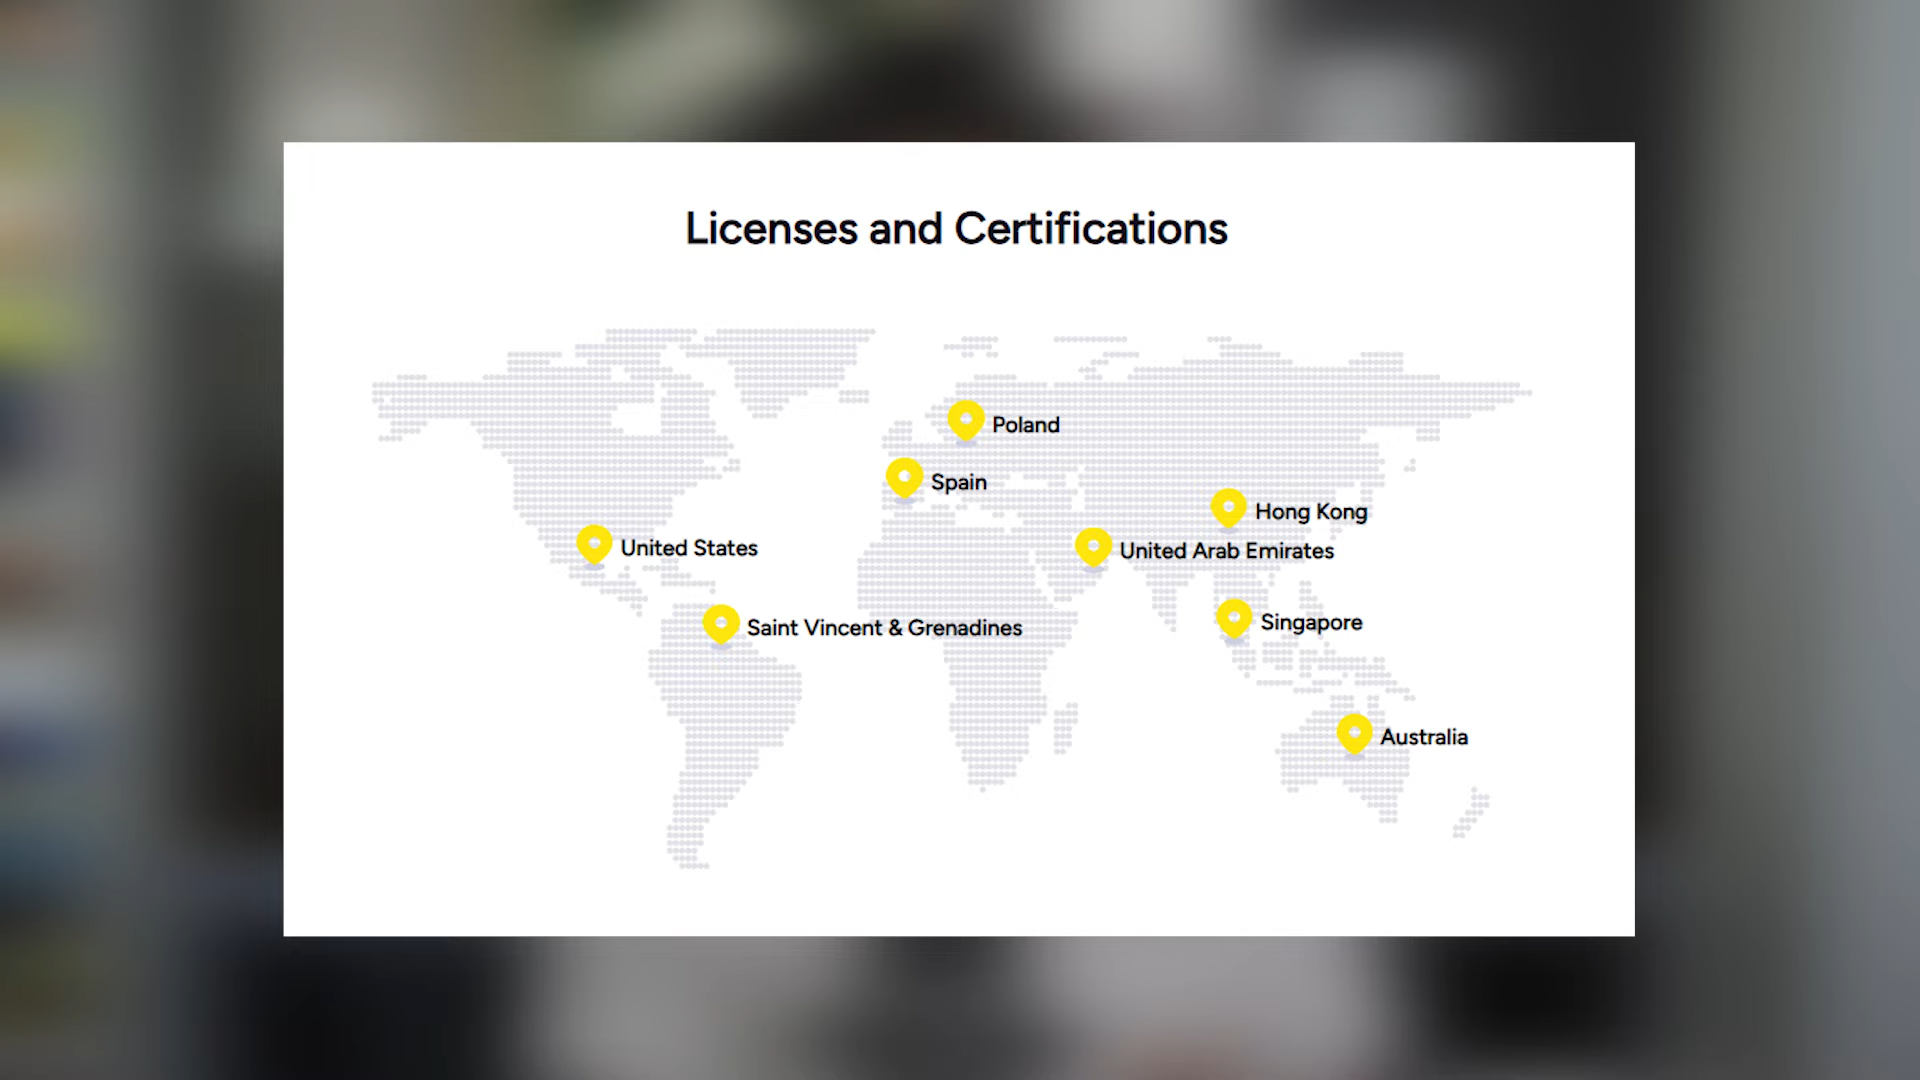 Licenses and Certifications
Poland
Spain
Hong Kong
United States
United Arab Emirates
Saint Vincent & Grenadines
Singapore
Australia